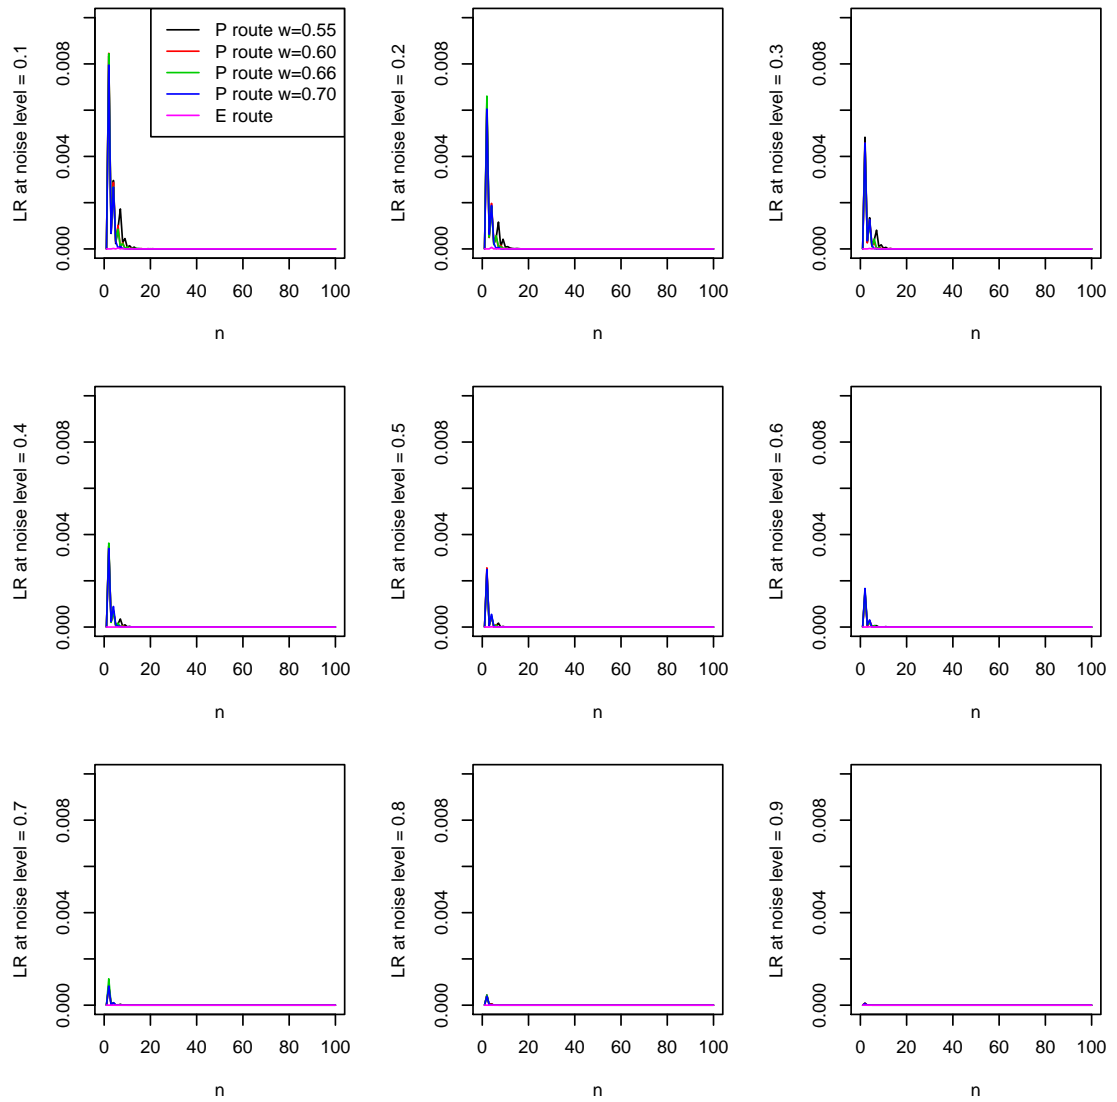 LR at noise level = 0.1
0.000 0.004 0.008
P route w=0.55
P route w=0.60
P route w=0.66
P route w=0.70
E route
0 20 40 60 80 100
n
LR at noise level = 0.2
0.000 0.004 0.008
0 20 40 60 80 100
n
LR at noise level = 0.3
0.000 0.004 0.008
0 20 40 60 80 100
n
LR at noise level = 0.4
0.000 0.004 0.008
0 20 40 60 80 100
n
LR at noise level = 0.5
0.000 0.004 0.008
0 20 40 60 80 100
n
LR at noise level = 0.6
0.000 0.004 0.008
0 20 40 60 80 100
n
LR at noise level = 0.7
0.000 0.004 0.008
0 20 40 60 80 100
n
LR at noise level = 0.8
0.000 0.004 0.008
0 20 40 60 80 100
n
LR at noise level = 0.9
0.000 0.004 0.008
0 20 40 60 80 100
n